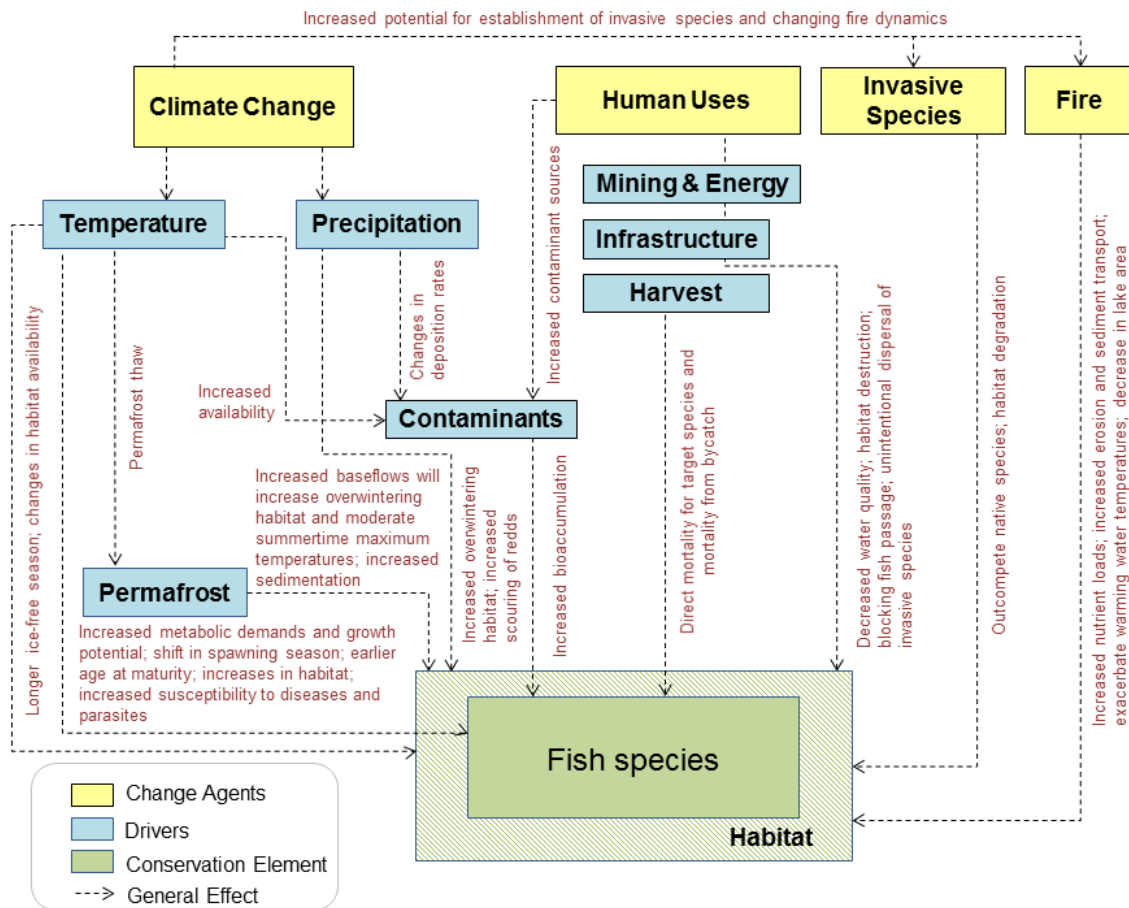 Increased potential for establishment of invasive species and changing fire dynamics
Climate Change
Human Uses
Invasive
Species
Fire
Mining & Energy
Temperature
Precipitation
Infrastructure
Harvest
Increased contaminant sources
Changes in
deposition rates
Longer ice-free season; changes in habitat availability
Permafrost thaw
Increased
availability
Contaminants
Increased baseflows will
increase overwintering
habitat and moderate
summertime maximum
temperatures; increased
sedimentation
Permafrost
Increased overwintering
habitat; increased
scouring of redds
Increased bioaccumulation
Direct mortality for target species and
mortality from bycatch
Decreased water quality; habitat destruction;
blocking fish passage; unintentional dispersal of
invasive species
Outcompete native species; habitat degradation
Increased nutrient loads; increased erosion and sediment transport;
exacerbate warming water temperatures; decrease in lake area
Increased metabolic demands and growth
potential; shift in spawning season; earlier
age at maturity; increases in habitat;
increased susceptibility to diseases and
parasites
Fish species
Habitat
Change Agents
Drivers
Conservation Element
General Effect